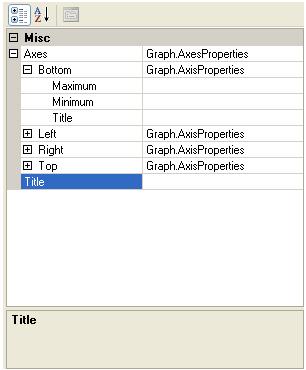 Misc
Axes Graph.AxesProperties
Bottom Graph.AxisProperties
Maximum
Minimum
Title
Left Graph.AxisProperties
Right Graph.AxisProperties
Top Graph.AxisProperties
Title
Title